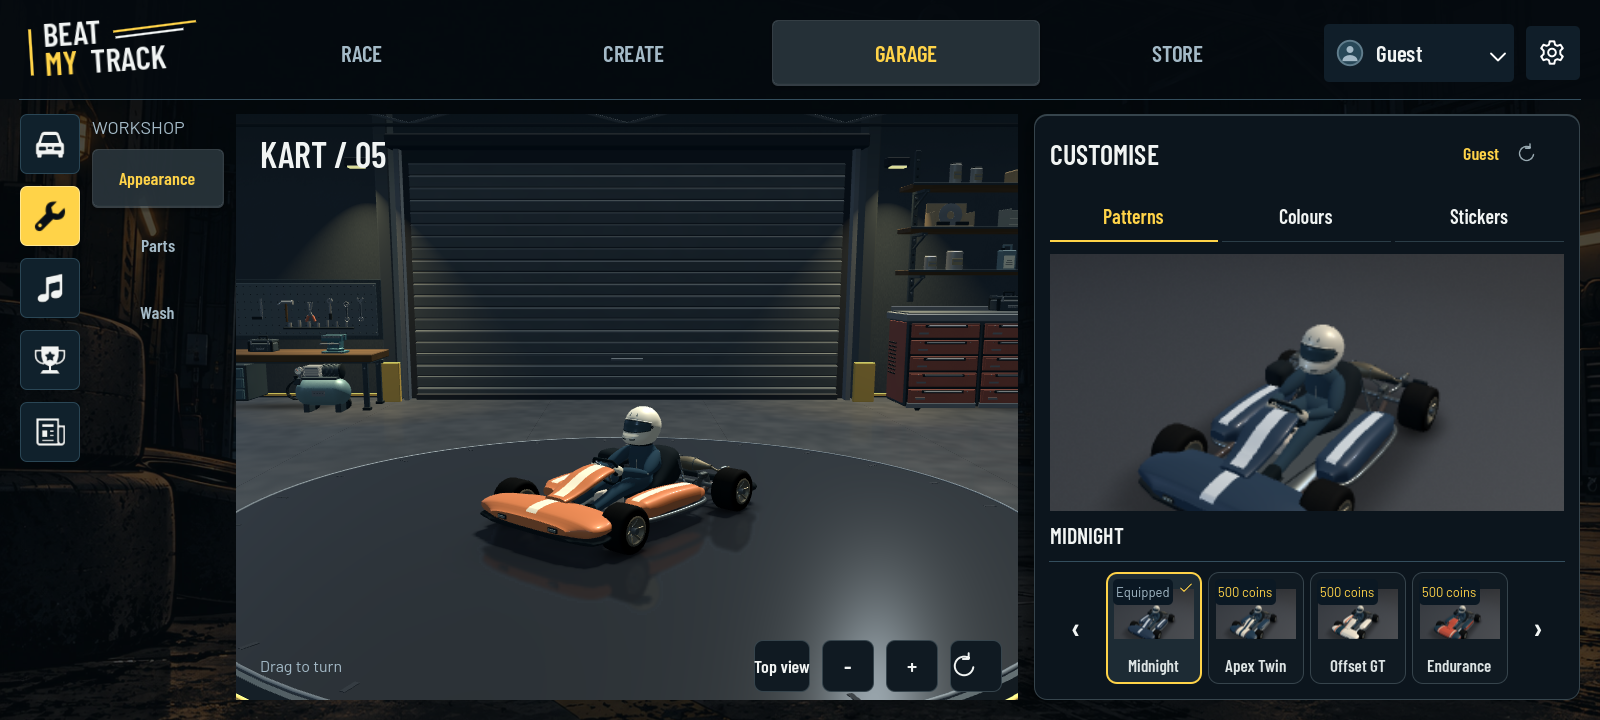 BEAT
MY TRACK
RACE
CREATE
GARAGE
STORE
Guest
WORKSHOP
Appearance
Parts
Wash
KART / 05
Drag to turn
Top view
-
+
CUSTOMISE
Guest
Patterns
Colours
Stickers
MIDNIGHT
‹
Equipped
Midnight
500 coins
Apex Twin
500 coins
Offset GT
500 coins
Endurance
›